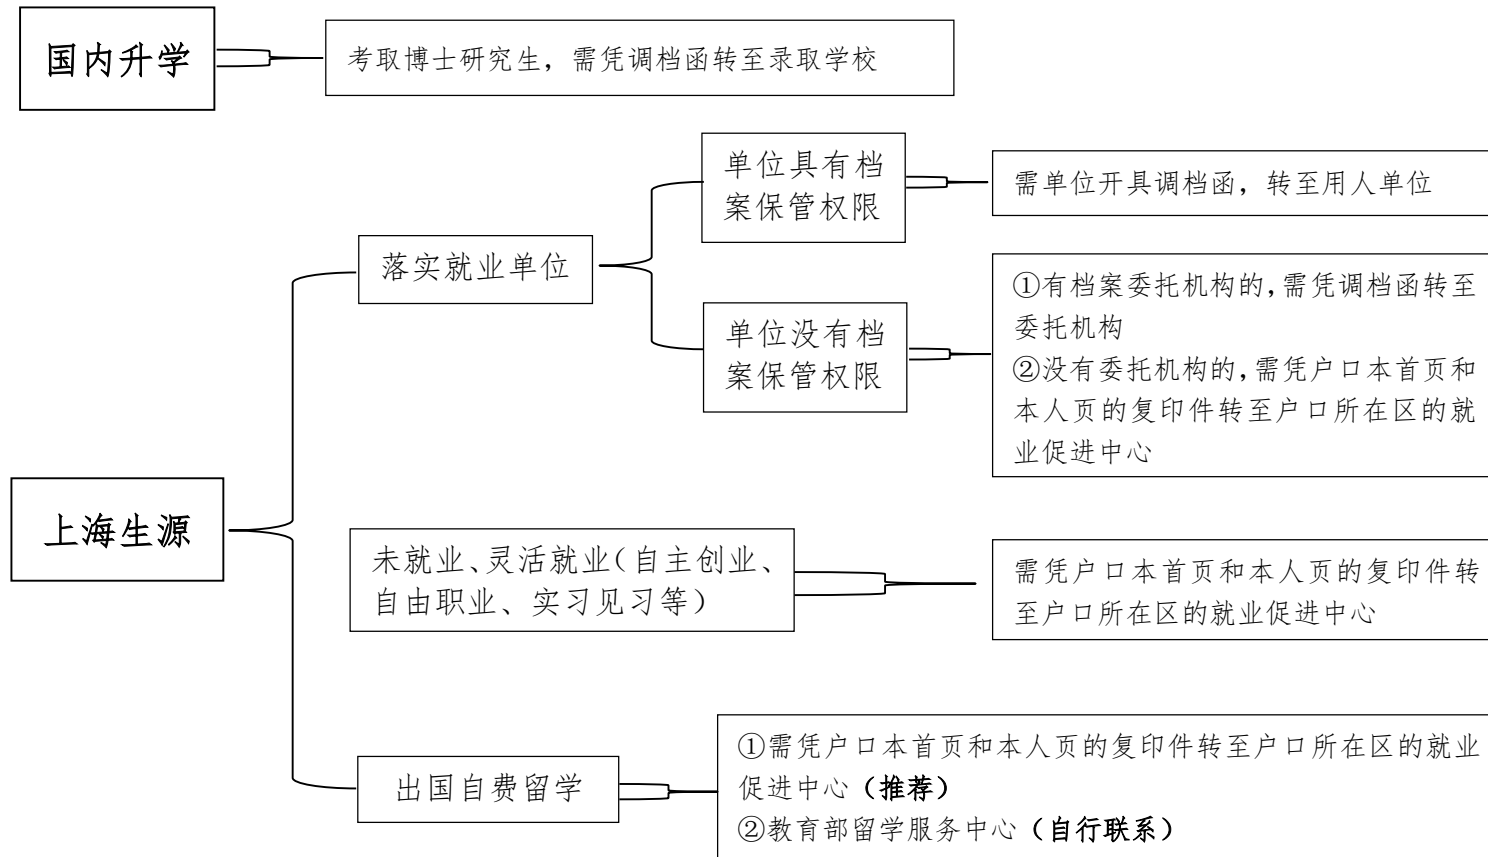 国内升学
考取博士研究生，需凭调档函转至录取学校
单位具有档
案保管权限
需单位开具调档函，转至用人单位
落实就业单位
单位没有档
案保管权限
①有档案委托机构的，需凭调档函转至
委托机构
②没有委托机构的，需凭户口本首页和
本人页的复印件转至户口所在区的就
业促进中心
上海生源
未就业、灵活就业（自主创业、
自由职业、实习见习等）
需凭户口本首页和本人页的复印件转
至户口所在区的就业促进中心
出国自费留学
①需凭户口本首页和本人页的复印件转至户口所在区的就业
促进中心（推荐）
②教育部留学服务中心（自行联系）